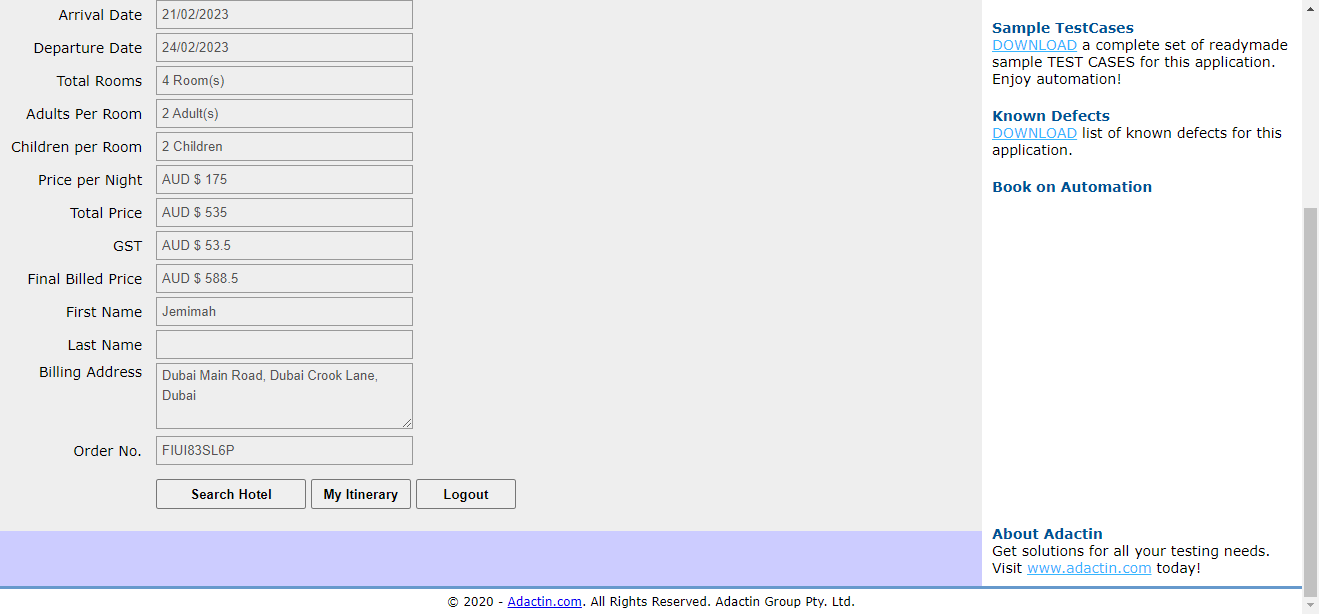 Arrival Date 21/02/2023
Departure Date 24/02/2023
Total Rooms 4 Room(s)
Adults Per Room 2 Adult(s)
Children per Room 2 Children
Price per Night AUD $ 175
Total Price AUD $ 535
GST AUD $ 53.5
Final Billed Price AUD $ 588.5
First Name Jemimah
Last Name
Billing Address Dubai Main Road, Dubai Crook Lane,
Dubai
Order No. FIUI83SL6P
Search Hotel My Itinerary Logout
Sample TestCases
DOWNLOAD a complete set of readymade
sample TEST CASES for this application.
Enjoy automation!
Known Defects
DOWNLOAD list of known defects for this
application.
Book on Automation
About Adactin
Get solutions for all your testing needs.
Visit www.adactin.com today!
© 2020 - Adactin.com. All Rights Reserved. Adactin Group Pty. Ltd.